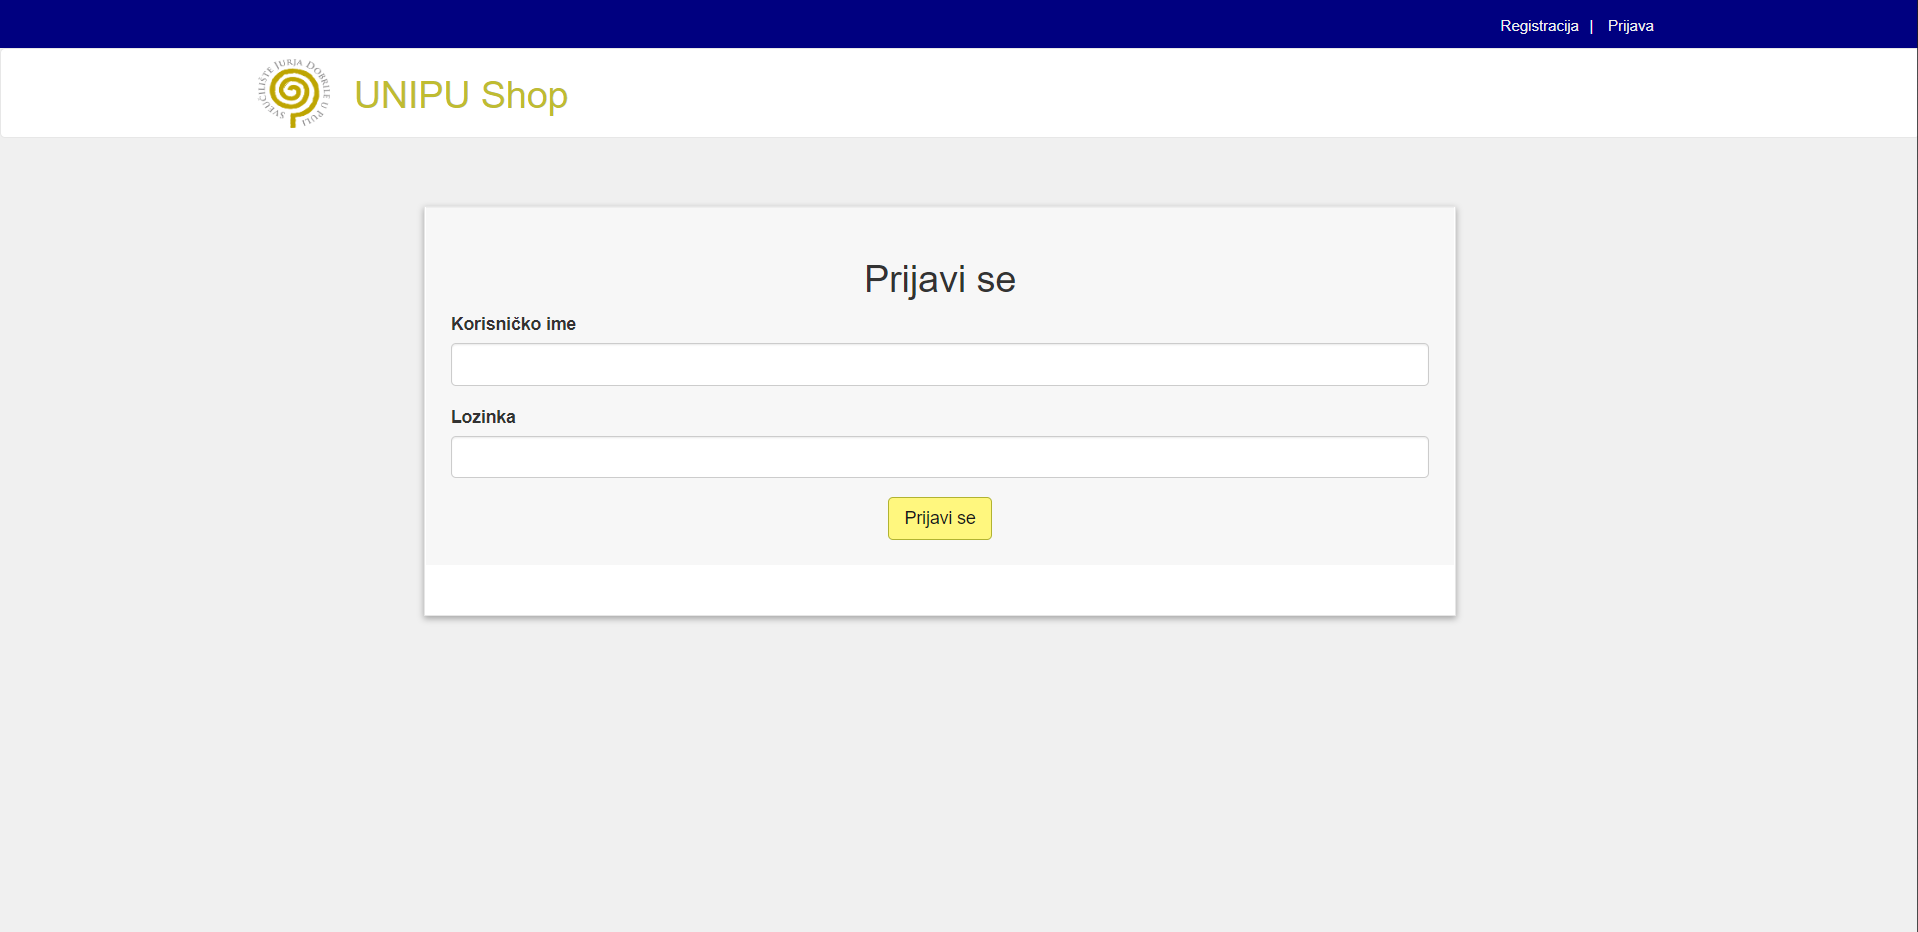 Registracija | Prijava
SVEUČILIŠTE JURJA DOBRILE U PULI
UNIPU Shop
Prijavi se
Korisničko ime
Lozinka
Prijavi se